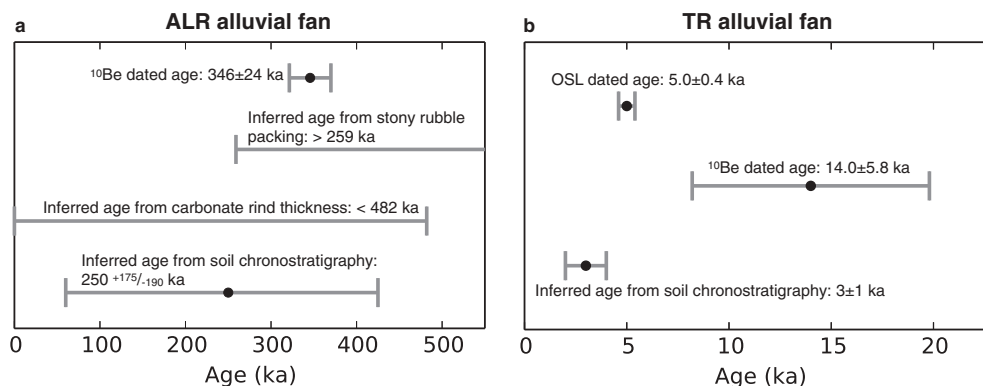 a
ALR alluvial fan
¹⁰Be dated age: 346±24 ka
Inferred age from stony rubble
packing: > 259 ka
Inferred age from carbonate rind thickness: < 482 ka
Inferred age from soil chronostratigraphy:
250 +175/-190 ka
0 100 200 300 400 500
Age (ka)
b
TR alluvial fan
OSL dated age: 5.0±0.4 ka
¹⁰Be dated age: 14.0±5.8 ka
Inferred age from soil chronostratigraphy: 3±1 ka
0 5 10 15 20
Age (ka)